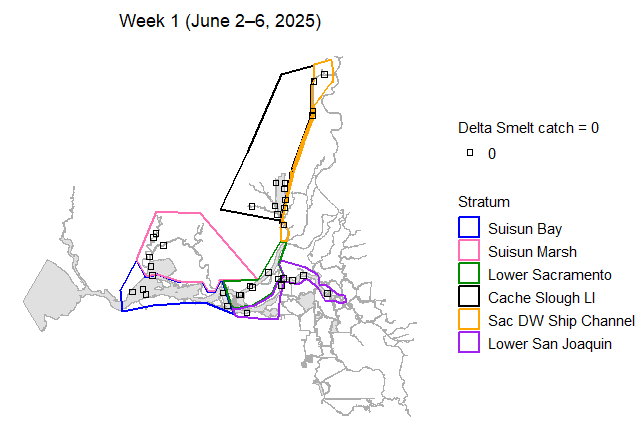 Week 1 (June 2–6, 2025)
Delta Smelt catch = 0
0
Stratum
Suisun Bay
Suisun Marsh
Lower Sacramento
Cache Slough LI
Sac DW Ship Channel
Lower San Joaquin